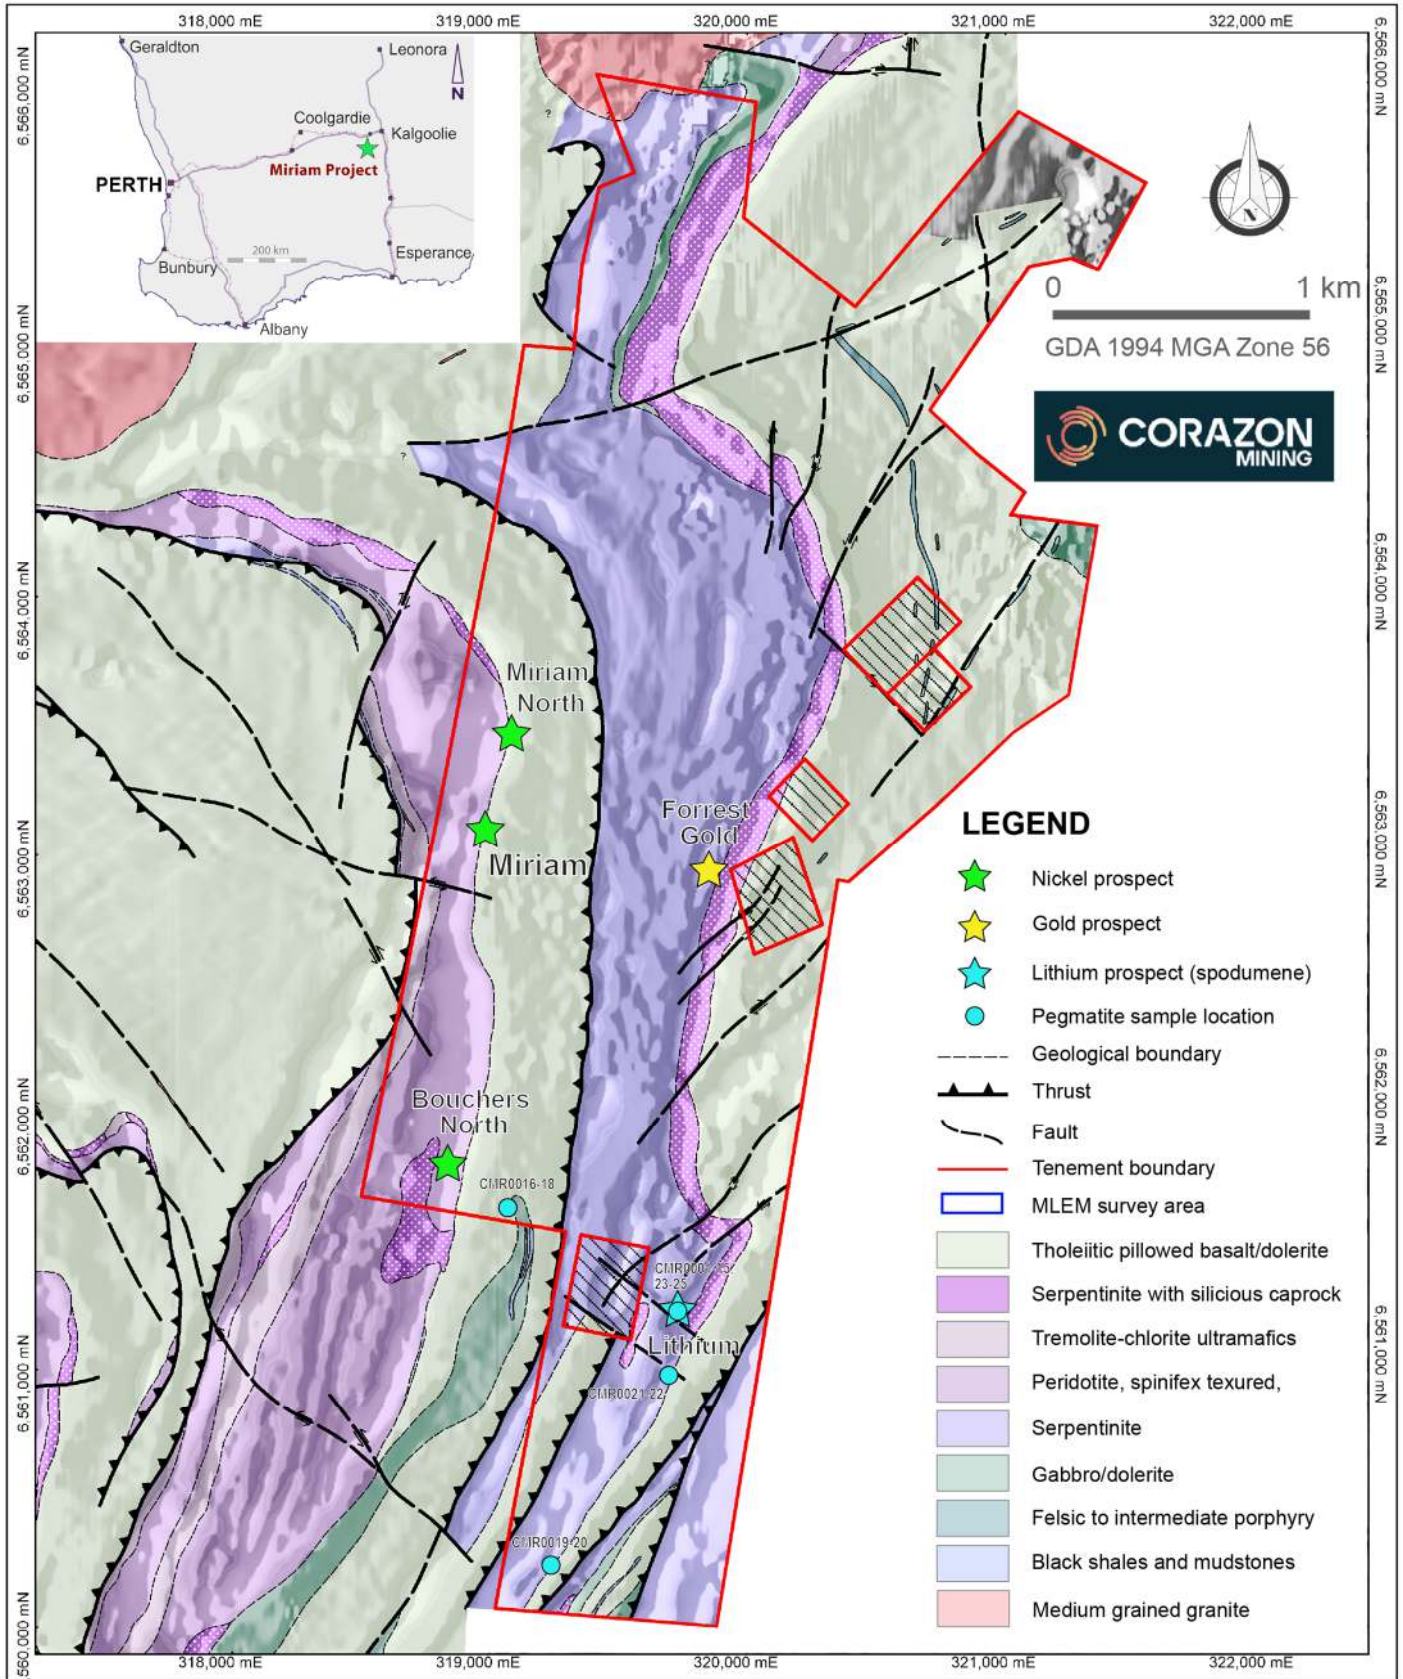 318,000 mE
319,000 mE
320,000 mE
321,000 mE
322,000 mE
6,566,000 mN
6,565,000 mN
6,564,000 mN
6,563,000 mN
6,562,000 mN
6,561,000 mN
560,000 mN
Geraldton
Leonora
N
Coolgardie
Kalgoolie
Miriam Project
PERTH
200 km
Esperance
Bunbury
Albany
?
?
N
0
1 km
GDA 1994 MGA Zone 56
CORAZON
MINING
Miriam
North
Miriam
Forrest
Gold
Bouchers
North
CMR0016-18
23-25
Lithium
CMR0021-22
CMR0019-20
LEGEND
Nickel prospect
Gold prospect
Lithium prospect (spodumene)
Pegmatite sample location
Geological boundary
Thrust
Fault
Tenement boundary
MLEM survey area
Tholeiitic pillowed basalt/dolerite
Serpentinite with silicious caprock
Tremolite-chlorite ultramafics
Peridotite, spinifex texured,
Serpentinite
Gabbro/dolerite
Felsic to intermediate porphyry
Black shales and mudstones
Medium grained granite
6,566,000 mN
6,565,000 mN
6,564,000 mN
6,563,000 mN
6,562,000 mN
6,561,000 mN
318,000 mE
319,000 mE
320,000 mE
321,000 mE
322,000 mE